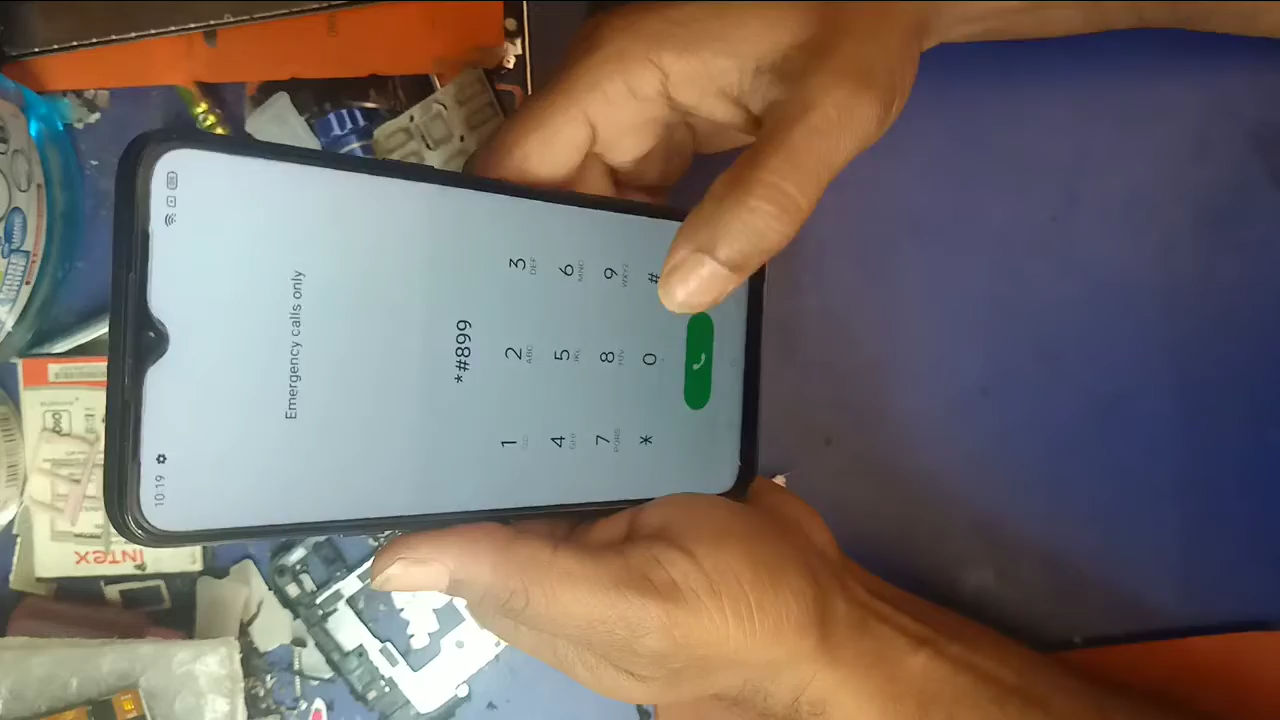 10:19
Emergency calls only
*#899
1
2 ABC
3 DEF
4 GHI
5 JKL
6 MNO
7 PQRS
8 TUV
9 WXYZ
*
0
#
INTEX